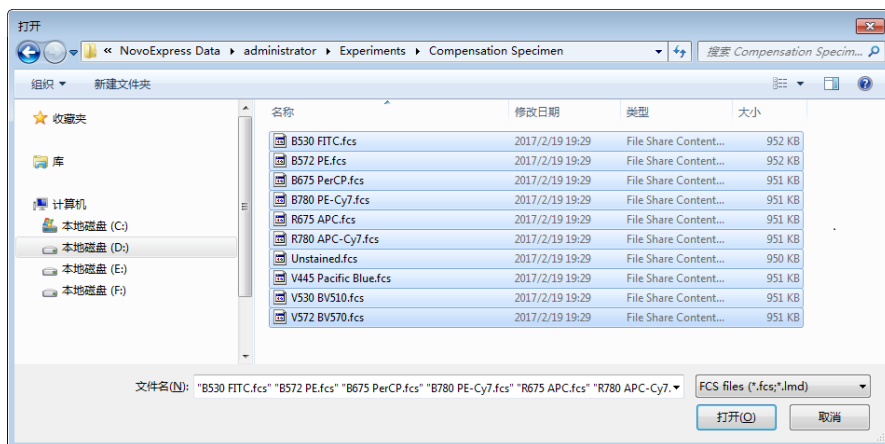 打开
« NovoExpress Data ▸ administrator ▸ Experiments ▸ Compensation Specimen
搜索 Compensation Specim...
组织 ▼ 新建文件夹
收藏夹
库
计算机
本地磁盘 (C:)
本地磁盘 (D:)
本地磁盘 (E:)
本地磁盘 (F:)
名称 修改日期 类型 大小
B530 FITC.fcs 2017/2/19 19:29 File Share Content... 952 KB
B572 PE.fcs 2017/2/19 19:29 File Share Content... 952 KB
B675 PerCP.fcs 2017/2/19 19:29 File Share Content... 951 KB
B780 PE-Cy7.fcs 2017/2/19 19:29 File Share Content... 951 KB
R675 APC.fcs 2017/2/19 19:29 File Share Content... 951 KB
R780 APC-Cy7.fcs 2017/2/19 19:29 File Share Content... 951 KB
Unstained.fcs 2017/2/19 19:29 File Share Content... 950 KB
V445 Pacific Blue.fcs 2017/2/19 19:29 File Share Content... 951 KB
V530 BV510.fcs 2017/2/19 19:29 File Share Content... 951 KB
V572 BV570.fcs 2017/2/19 19:29 File Share Content... 951 KB
文件名(N): "B530 FITC.fcs" "B572 PE.fcs" "B675 PerCP.fcs" "B780 PE-Cy7.fcs" "R675 APC.fcs" "R780 APC-Cy7. FCS files (*.fcs;*.lmd)
打开(O) 取消